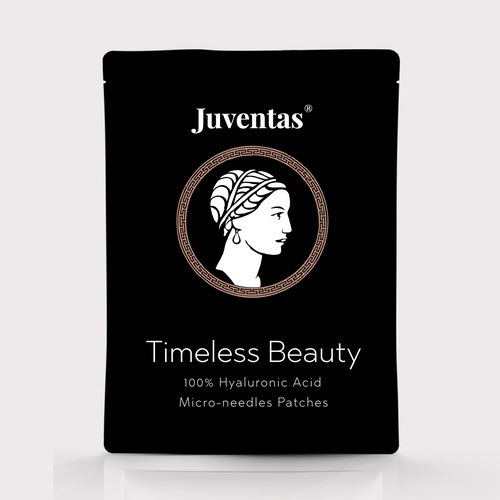 Juventas®
Timeless Beauty
100% Hyaluronic Acid
Micro-needles Patches